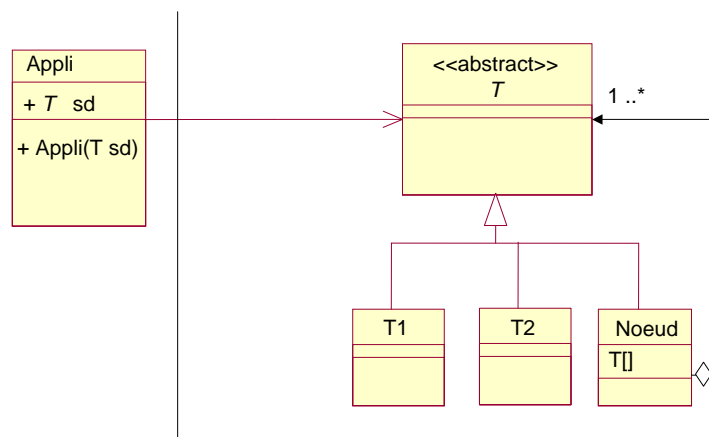 Appli
+ T sd
+ Appli(T sd)
<<abstract>>
T
1 ..*
T1
T2
Noeud
T[]